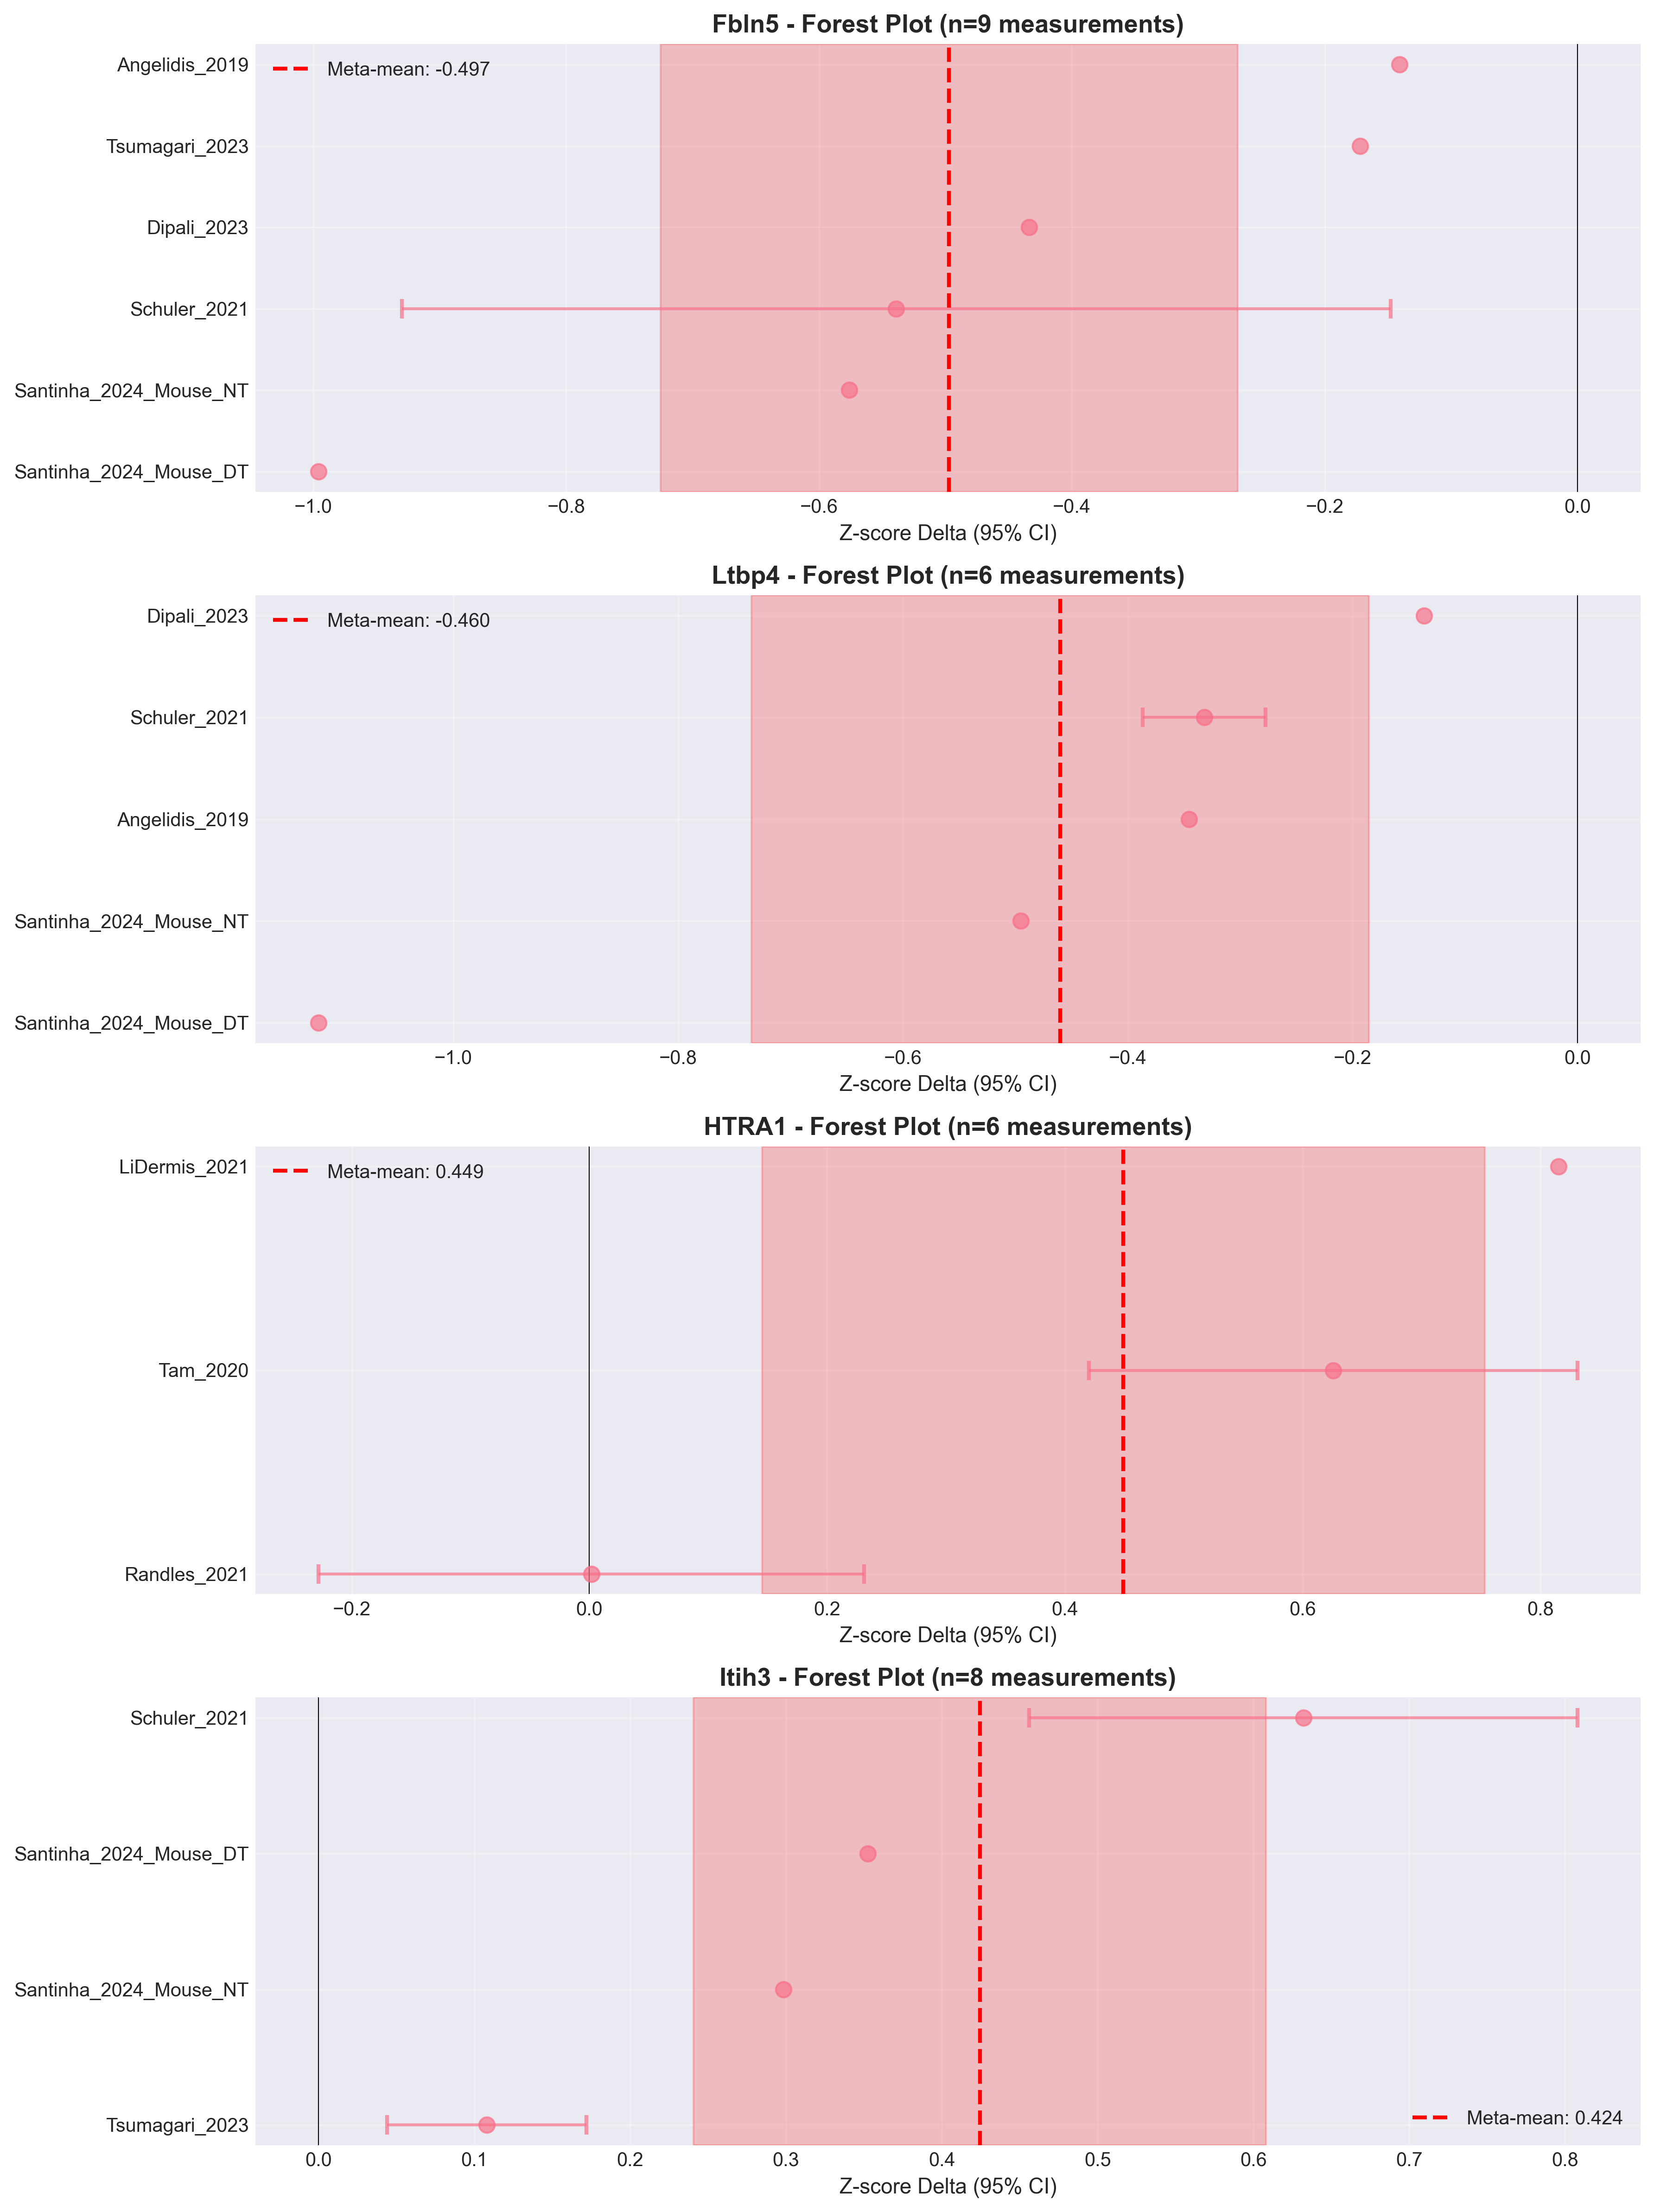 Fbln5 - Forest Plot (n=9 measurements)
Meta-mean: -0.497
Angelidis_2019
Tsumagari_2023
Dipali_2023
Schuler_2021
Santinha_2024_Mouse_NT
Santinha_2024_Mouse_DT
−1.0 −0.8 −0.6 −0.4 −0.2 0.0
Z-score Delta (95% CI)
Ltbp4 - Forest Plot (n=6 measurements)
Dipali_2023
Meta-mean: -0.460
Schuler_2021
Angelidis_2019
Santinha_2024_Mouse_NT
Santinha_2024_Mouse_DT
−1.0 −0.8 −0.6 −0.4 −0.2 0.0
Z-score Delta (95% CI)
HTRA1 - Forest Plot (n=6 measurements)
LiDermis_2021
Meta-mean: 0.449
Tam_2020
Randles_2021
−0.2 0.0 0.2 0.4 0.6 0.8
Z-score Delta (95% CI)
Itih3 - Forest Plot (n=8 measurements)
Schuler_2021
Santinha_2024_Mouse_DT
Santinha_2024_Mouse_NT
Tsumagari_2023
Meta-mean: 0.424
0.0 0.1 0.2 0.3 0.4 0.5 0.6 0.7 0.8
Z-score Delta (95% CI)